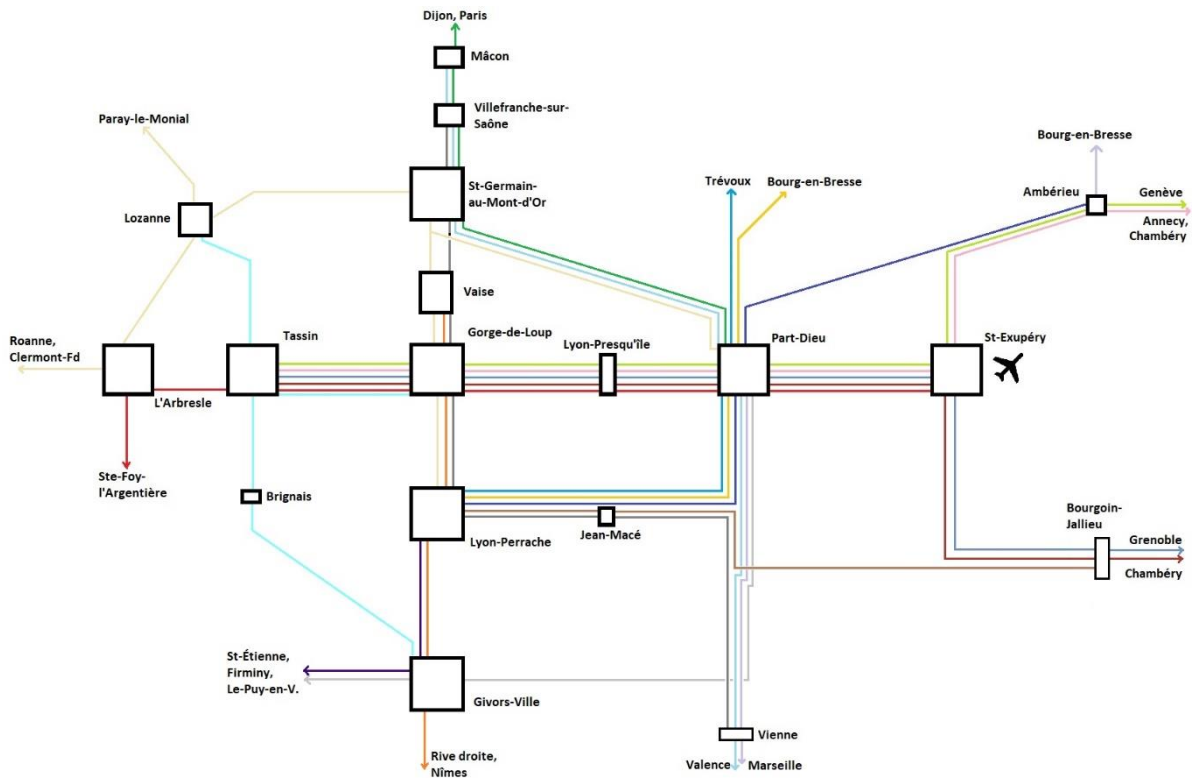 Dijon, Paris
Mâcon
Villefranche-sur-
Saône
Paray-le-Monial
Bourg-en-Bresse
St-Germain-
au-Mont-d'Or
Trévoux
Bourg-en-Bresse
Ambérieu
Genève
Annecy,
Chambéry
Lozanne
Vaise
Roanne,
Clermont-Fd
Tassin
Gorge-de-Loup
Lyon-Presqu'île
Part-Dieu
St-Exupéry
L'Arbresle
Ste-Foy-
l'Argentière
Brignais
Lyon-Perrache
Jean-Macé
Bourgoin-
Jallieu
Grenoble
Chambéry
St-Étienne,
Firminy,
Le-Puy-en-V.
Givors-Ville
Vienne
Rive droite,
Nîmes
Valence
Marseille